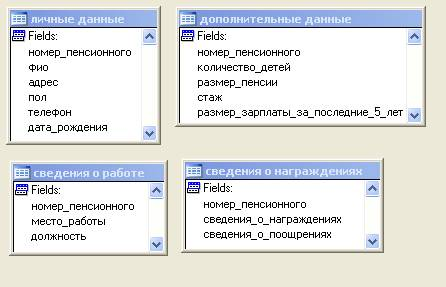 личные данные
Fields:
номер_пенсионного
фио
адрес
пол
телефон
дата_рождения
дополнительные данные
Fields:
номер_пенсионного
количество_детей
размер_пенсии
стаж
размер_зарплаты_за_последние_5_лет
сведения о работе
Fields:
номер_пенсионного
место_работы
должность
сведения о награждениях
Fields:
номер_пенсионного
сведения_о_награждениях
сведения_о_поощрениях